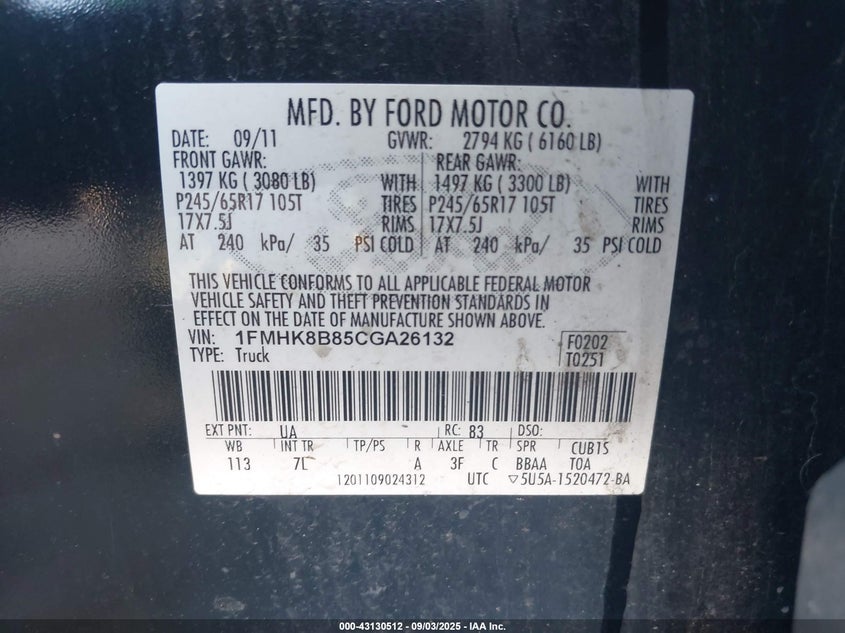 MFD. BY FORD MOTOR CO.
DATE: 09/11 GVWR: 2794 KG ( 6160 LB)
FRONT GAWR: REAR GAWR:
1397 KG ( 3080 LB) WITH 1497 KG ( 3300 LB) WITH
P245/65R17 105T TIRES P245/65R17 105T TIRES
17X7.5J RIMS 17X7.5J RIMS
AT 240 kPa/ 35 PSI COLD AT 240 kPa/ 35 PSI COLD
THIS VEHICLE CONFORMS TO ALL APPLICABLE FEDERAL MOTOR
VEHICLE SAFETY AND THEFT PREVENTION STANDARDS IN
EFFECT ON THE DATE OF MANUFACTURE SHOWN ABOVE.
VIN: 1FMHK8B85CGA26132 F0202
TYPE: Truck T0251
EXT PNT: UA RC: 83 DSO:
WB INT TR TP/PS R AXLE TR SPR CUB1S
113 7L A 3F C BBAA TOA
1201109024312 UTC ▽5U5A-1520472-BA
000-43130512 - 09/03/2025 - IAA Inc.